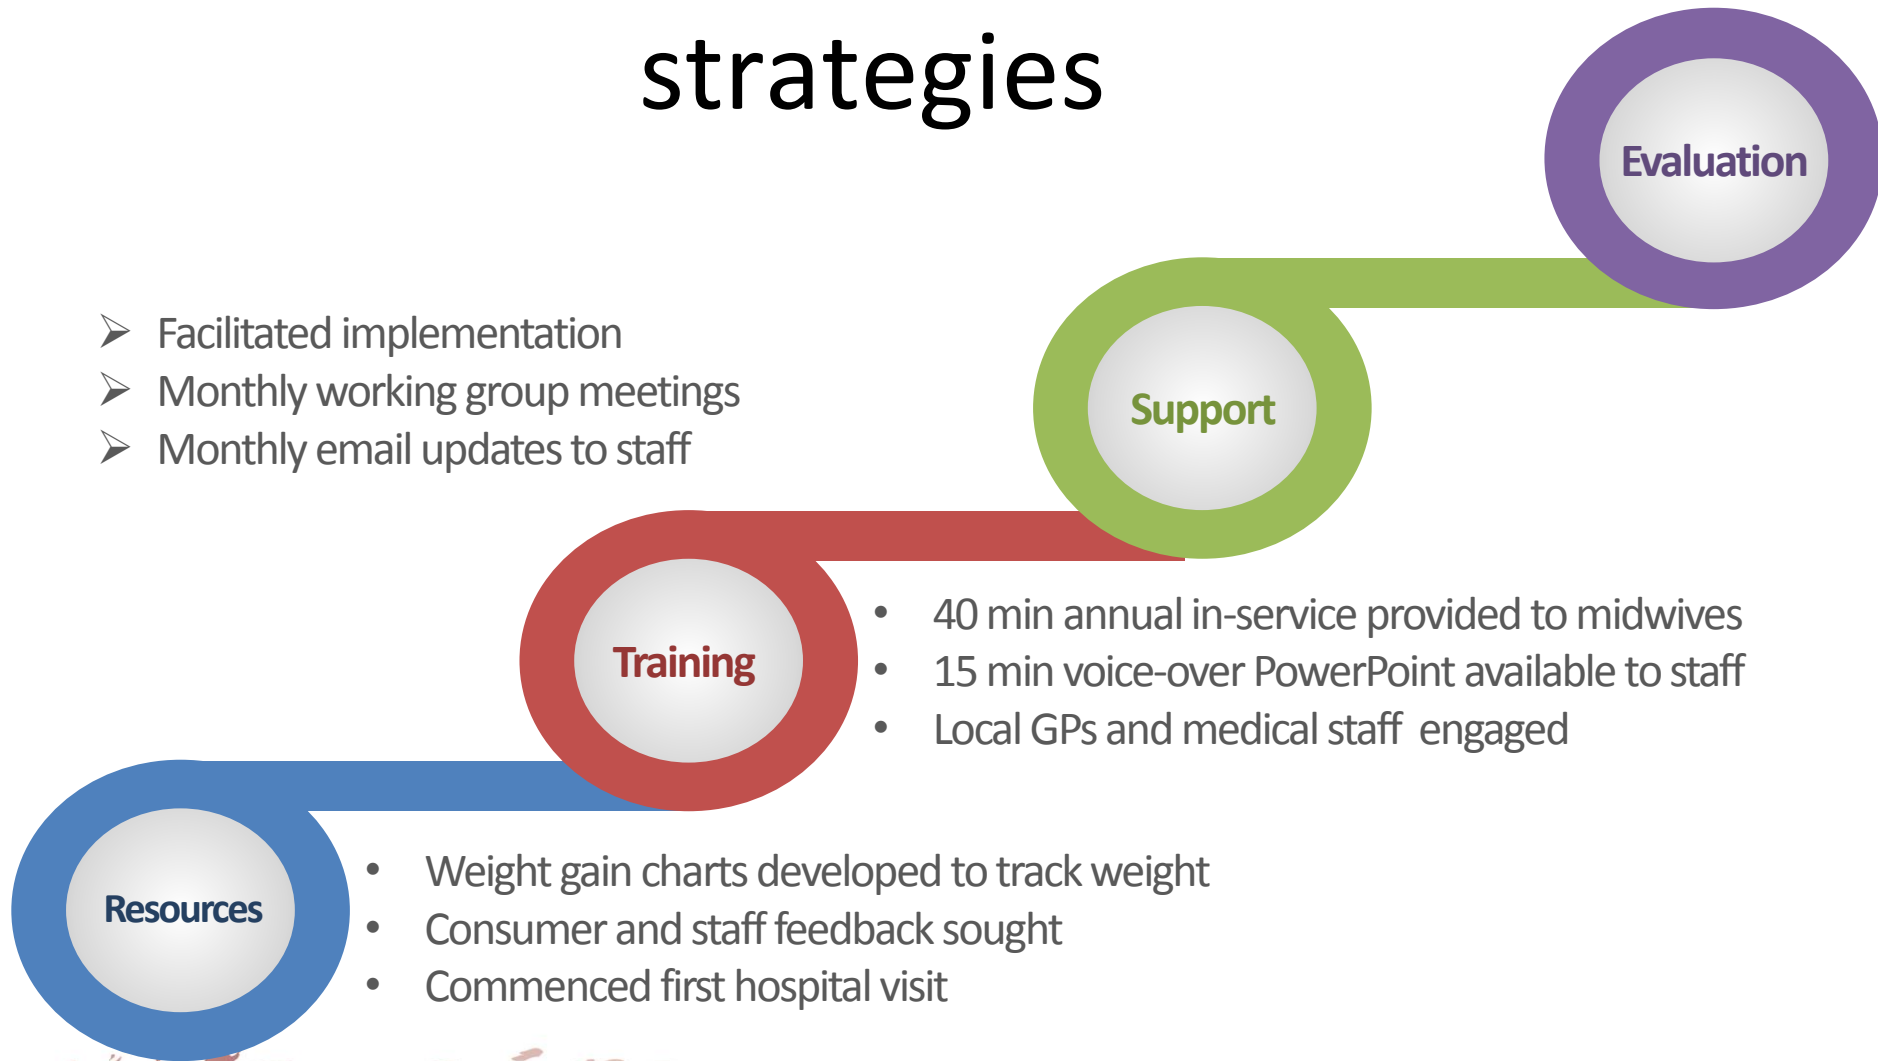 strategies
Evaluation
Facilitated implementation
Monthly working group meetings
Monthly email updates to staff
Support
Training
40 min annual in-service provided to midwives
15 min voice-over PowerPoint available to staff
Local GPs and medical staff engaged
Resources
Weight gain charts developed to track weight
Consumer and staff feedback sought
Commenced first hospital visit